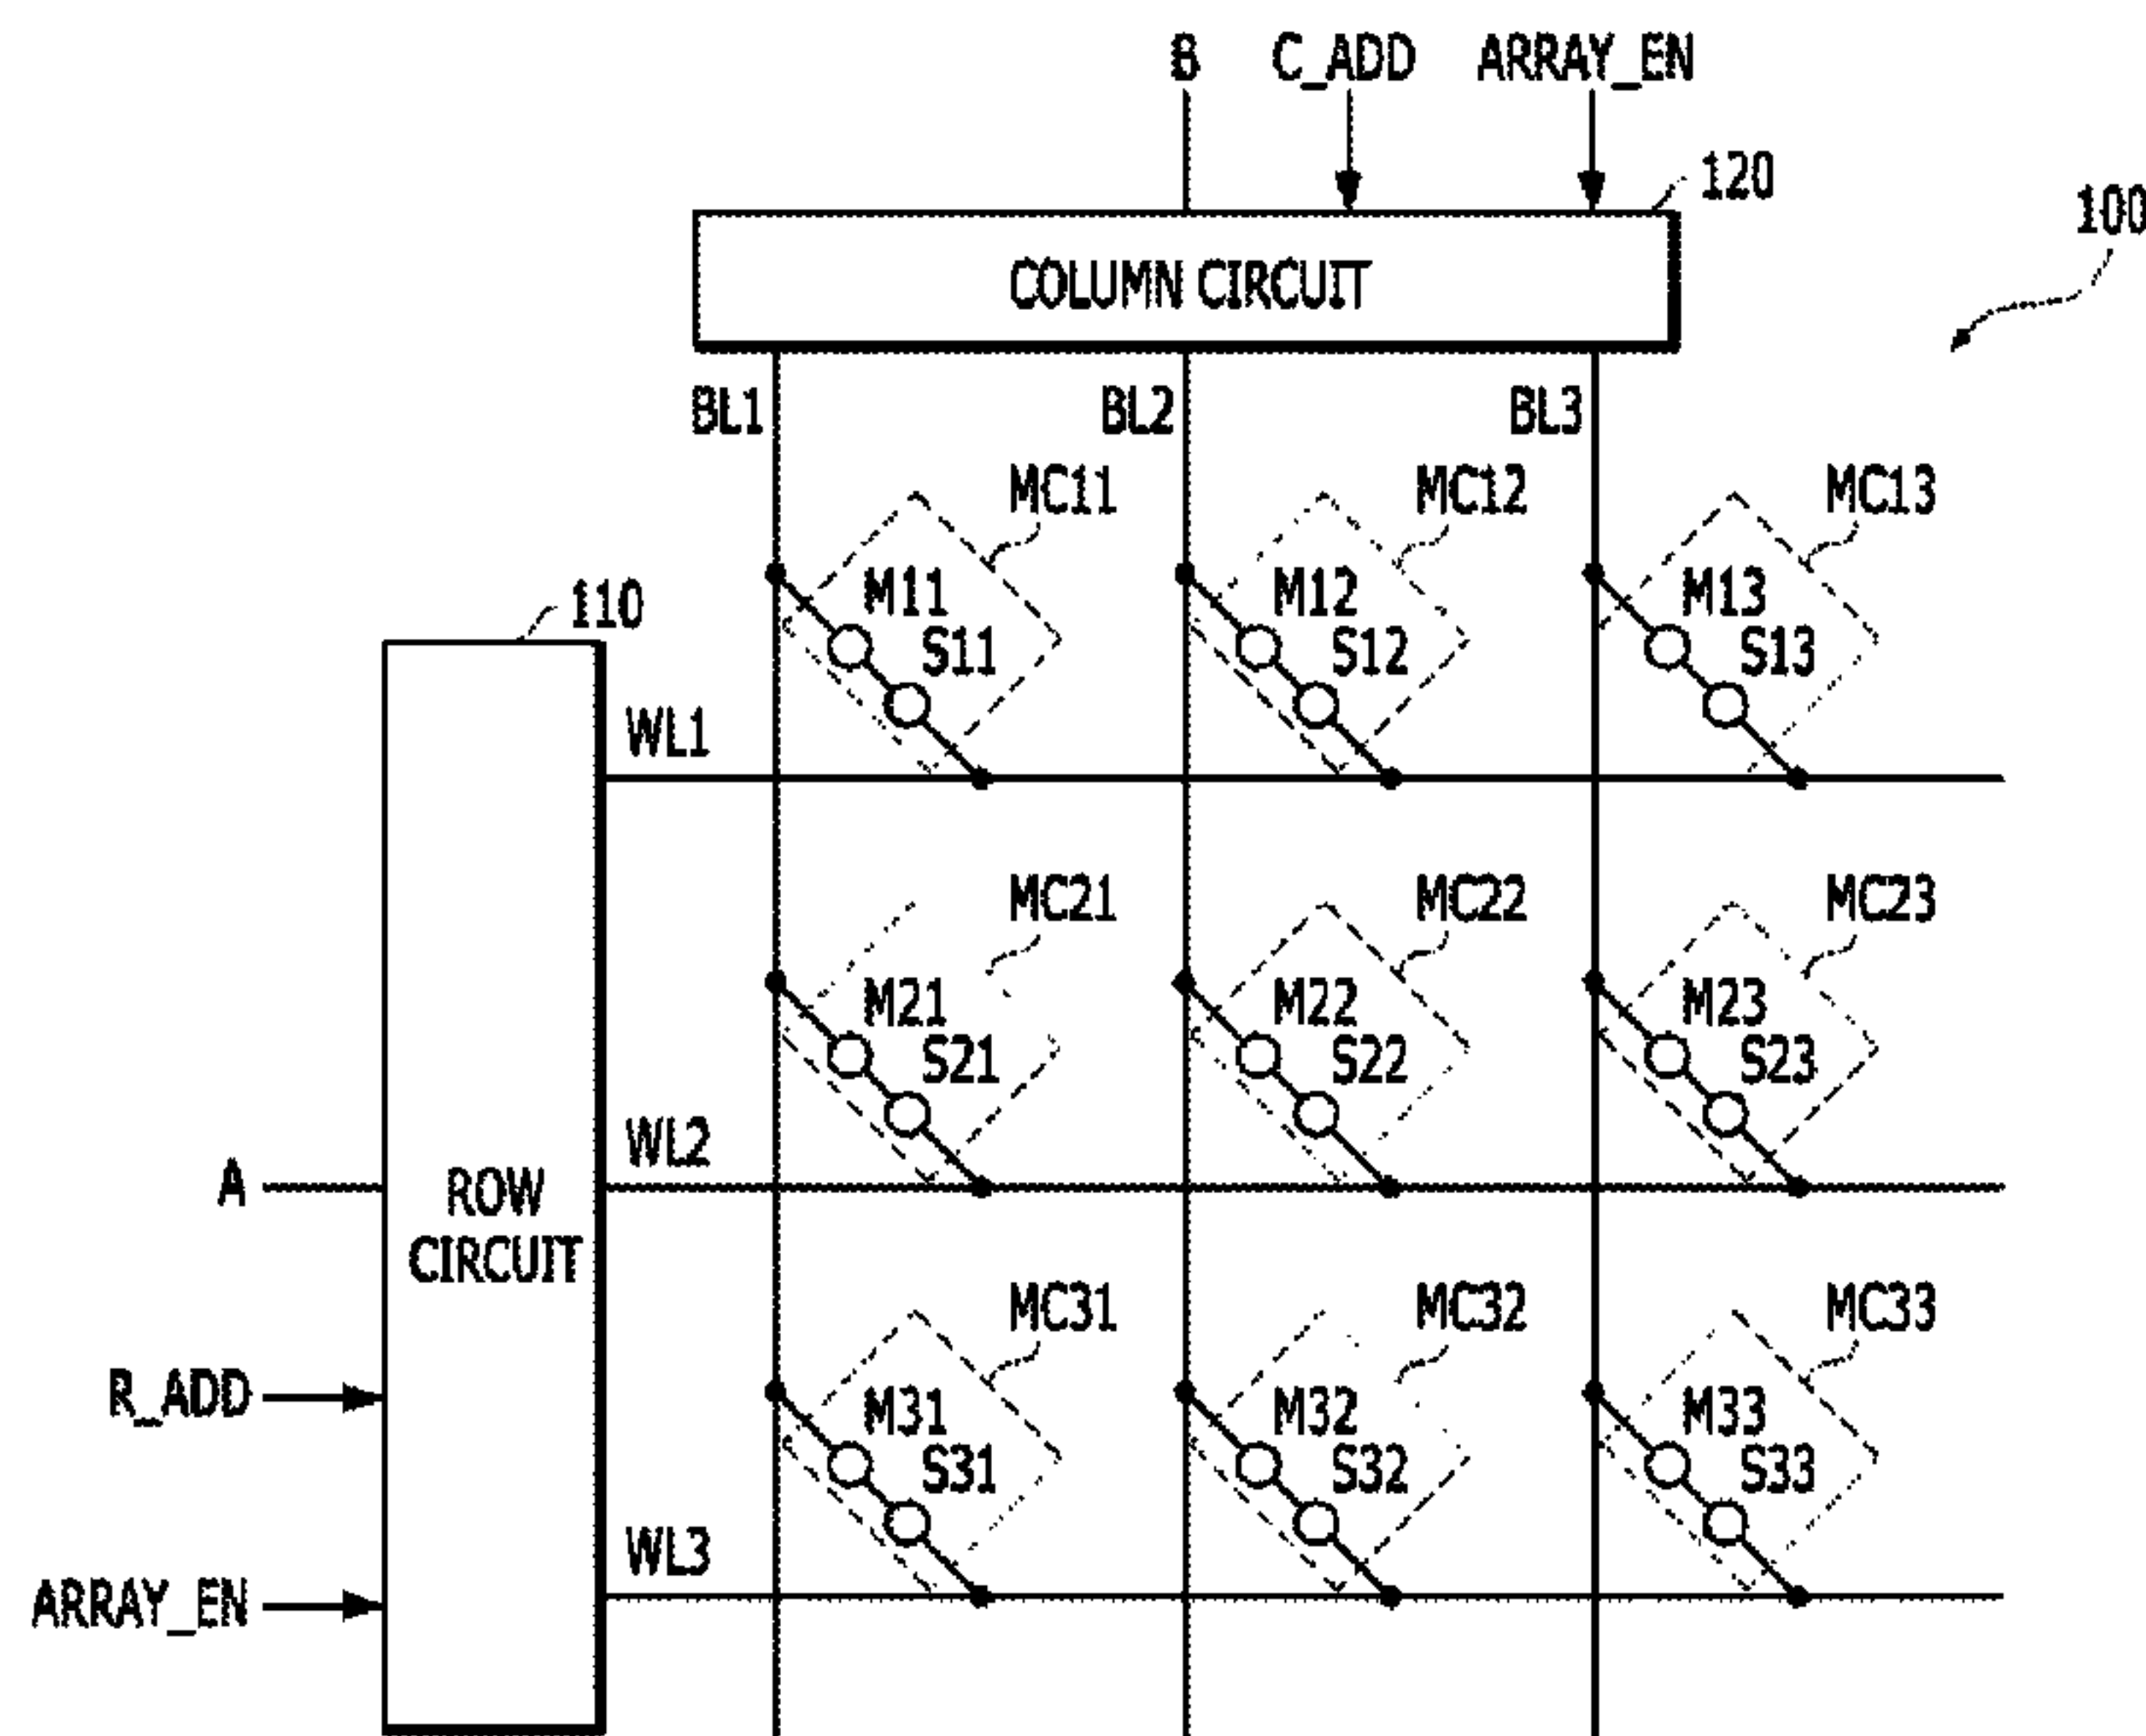 B C_ADD ARRAY_EN
120
100
COLUMN CIRCUIT
BL1 BL2 BL3
MC11 MC12 MC13
M11 M12 M13
110
S11 S12 S13
WL1
MC21 MC22 MC23
M21 M22 M23
S21 S22 S23
WL2
A
ROW
CIRCUIT
MC31 MC32 MC33
R_ADD
M31 M32 M33
S31 S32 S33
WL3
ARRAY_EN